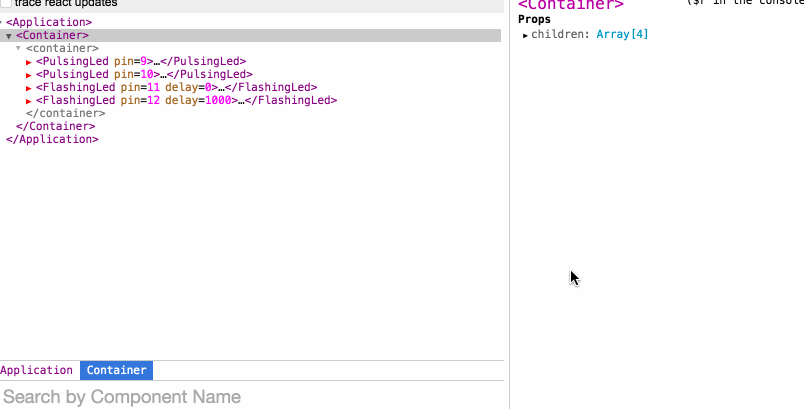 trace react updates
<Application>
<Container>
<container>
<PulsingLed pin=9>…</PulsingLed>
<PulsingLed pin=10>…</PulsingLed>
<FlashingLed pin=11 delay=0>…</FlashingLed>
<FlashingLed pin=12 delay=1000>…</FlashingLed>
</container>
</Container>
</Application>
Application Container
Search by Component Name
<Container> ($r in the console
Props
children: Array[4]